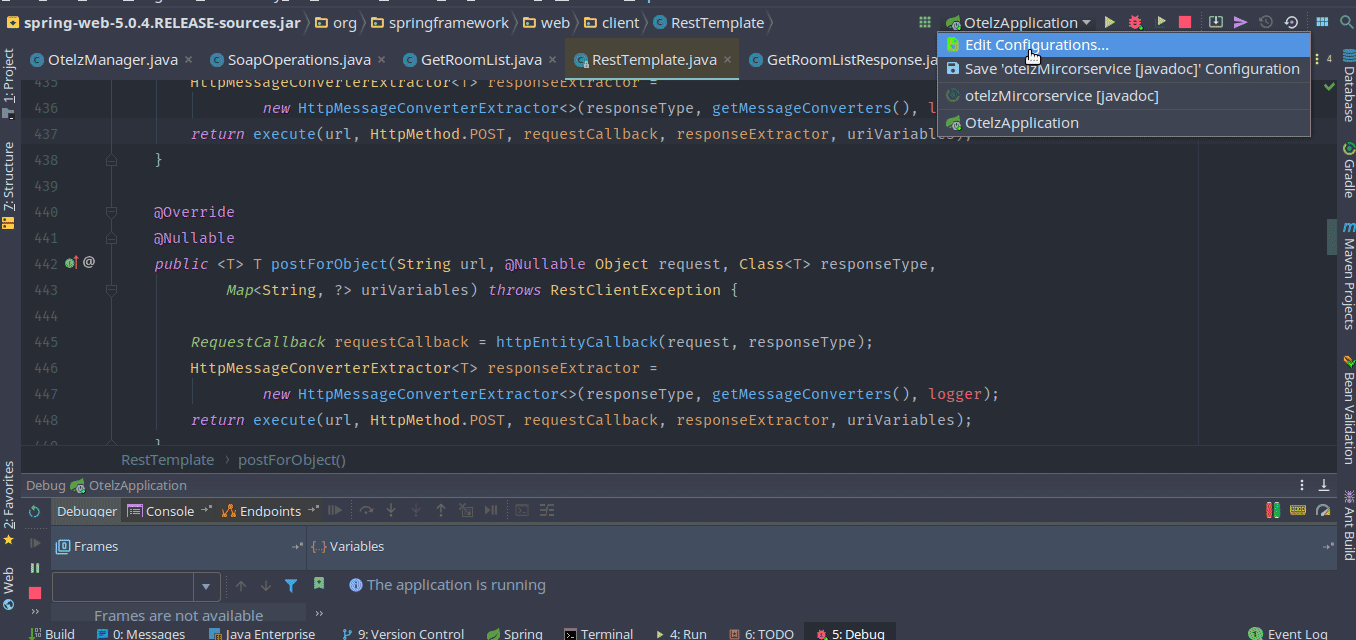 spring-web-5.0.4.RELEASE-sources.jar org springframework web client RestTemplate OtelzApplication
OtelzManager.java SoapOperations.java GetRoomList.java RestTemplate.java GetRoomListResponse.ja 4
Edit Configurations...
Save 'otelzMircorservice [javadoc]' Configuration
otelzMircorservice [javadoc]
OtelzApplication
435 HttpMessageConverterExtractor<T> responseExtractor =
436 new HttpMessageConverterExtractor<>(responseType, getMessageConverters(), l
437 return execute(url, HttpMethod.POST, requestCallback, responseExtractor, uriVariables);
438 }
439
440 @Override
441 @Nullable
442 @ public <T> T postForObject(String url, @Nullable Object request, Class<T> responseType,
443 Map<String, ?> uriVariables) throws RestClientException {
444
445 RequestCallback requestCallback = httpEntityCallback(request, responseType);
446 HttpMessageConverterExtractor<T> responseExtractor =
447 new HttpMessageConverterExtractor<>(responseType, getMessageConverters(), logger);
448 return execute(url, HttpMethod.POST, requestCallback, responseExtractor, uriVariables);
449 }
RestTemplate › postForObject()
Debug OtelzApplication
Debugger Console Endpoints
Frames Variables
The application is running
Frames are not available
Build 0: Messages Java Enterprise 9: Version Control Spring Terminal 4: Run 6: TODO 5: Debug Event Log
1: Project
7: Structure
2: Favorites
Web
Database
Gradle
Maven Projects
Bean Validation
Ant Build